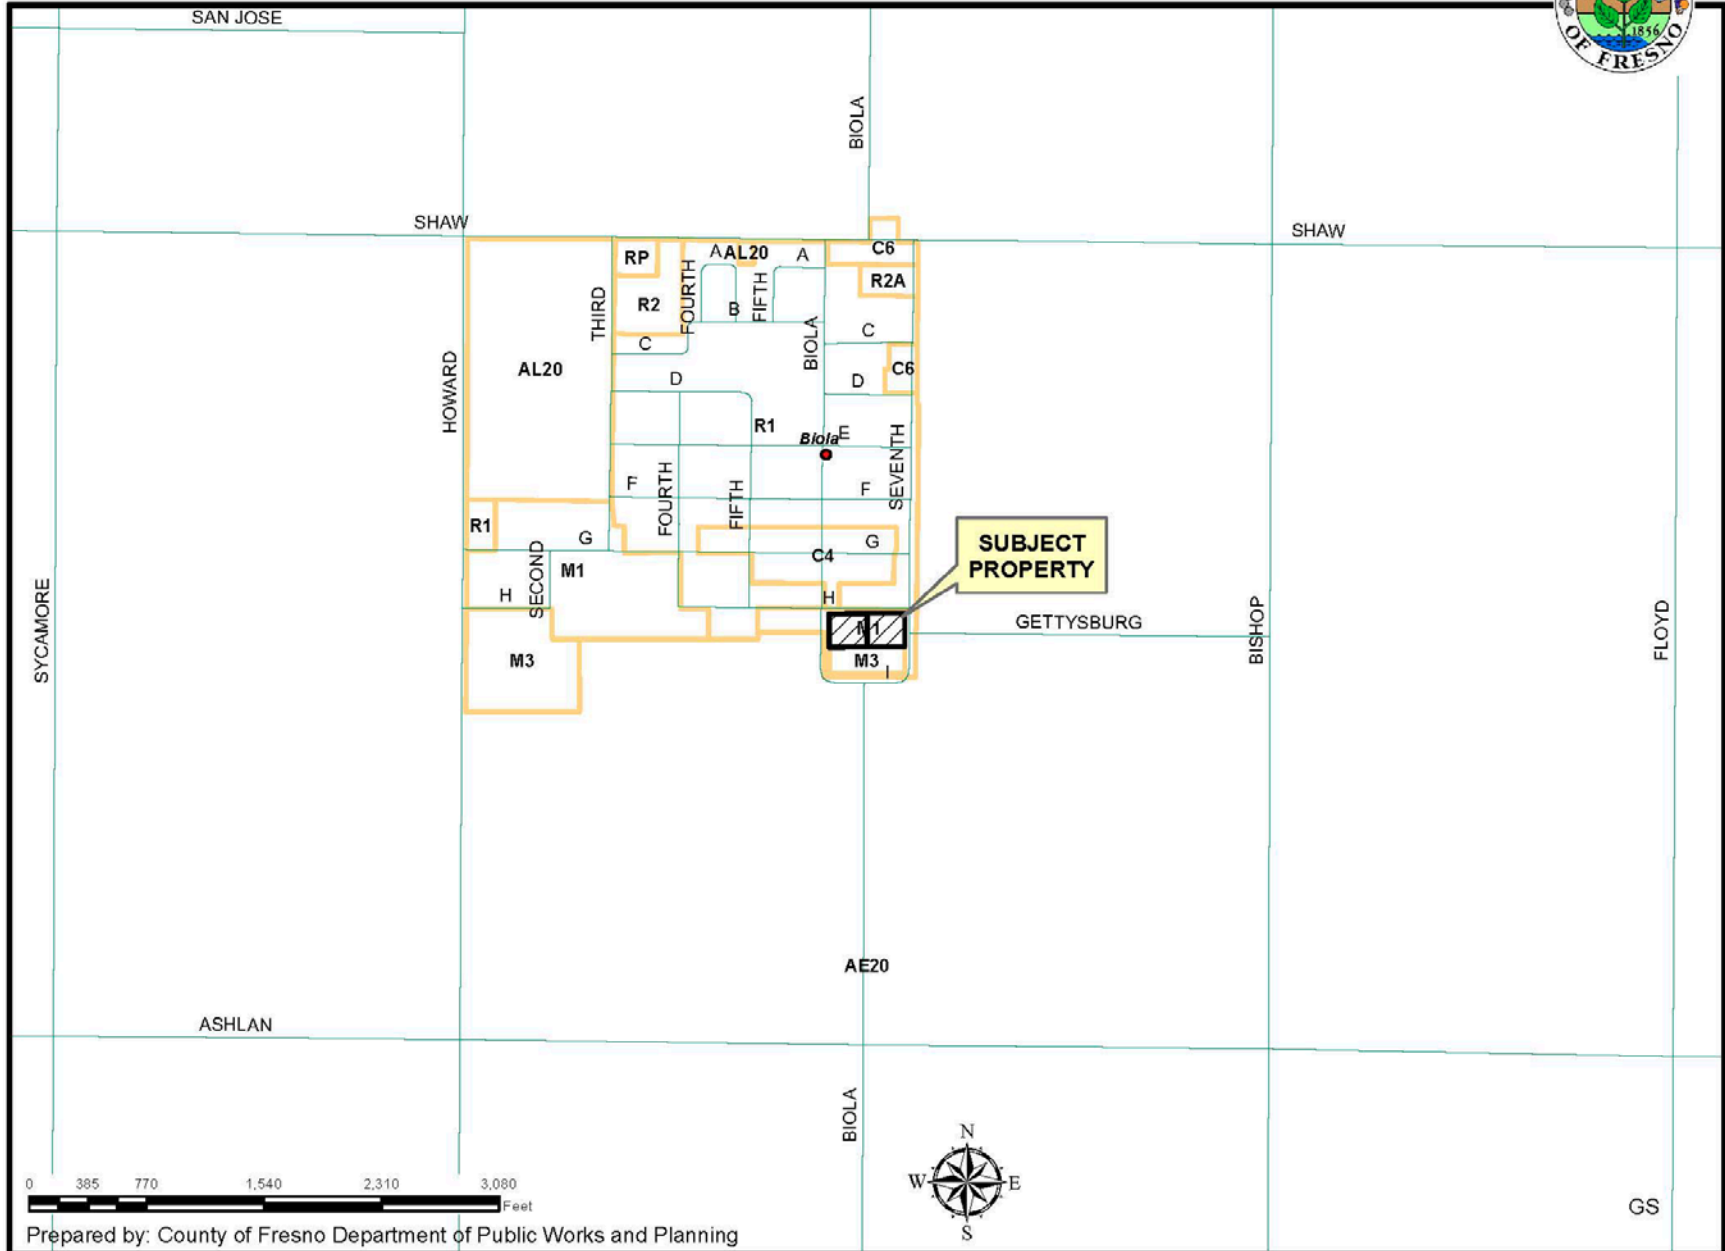 SAN JOSE
1856
OF FRESNO
BIOLA
SHAW
SHAW
RP
A
AL20
A
C6
R2A
R2
THIRD
FOURTH
B
FIFTH
BIOLA
C
C
AL20
HOWARD
D
D
C6
R1
Biola
E
F
FOURTH
FIFTH
F
SEVENTH
R1
G
G
C4
SUBJECT
PROPERTY
SECOND
M1
H
H
M1
GETTYSBURG
SYCAMORE
BISHOP
FLOYD
M3
M3
I
AE20
ASHLAN
BIOLA
N
W E
S
0 385 770 1,540 2,310 3,080
Feet
GS
Prepared by: County of Fresno Department of Public Works and Planning